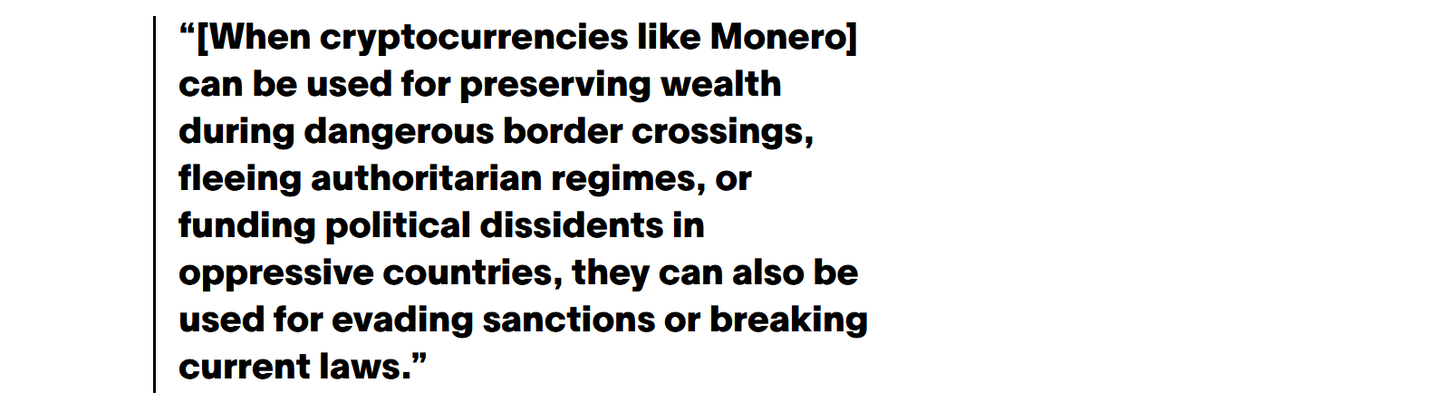 “[When cryptocurrencies like Monero]
can be used for preserving wealth
during dangerous border crossings,
fleeing authoritarian regimes, or
funding political dissidents in
oppressive countries, they can also be
used for evading sanctions or breaking
current laws.”